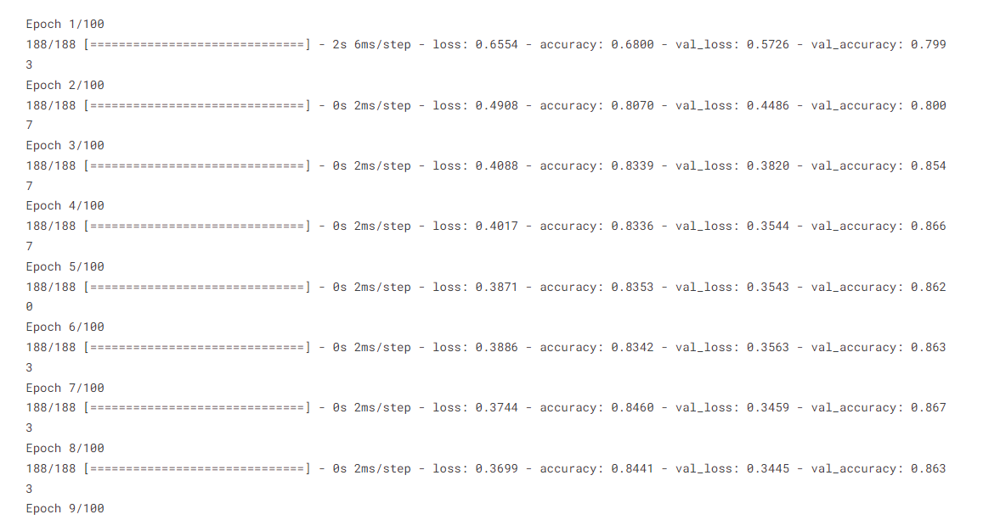 Epoch 1/100
188/188 [==============================] - 2s 6ms/step - loss: 0.6554 - accuracy: 0.6800 - val_loss: 0.5726 - val_accuracy: 0.799
3
Epoch 2/100
188/188 [==============================] - 0s 2ms/step - loss: 0.4908 - accuracy: 0.8070 - val_loss: 0.4486 - val_accuracy: 0.800
7
Epoch 3/100
188/188 [==============================] - 0s 2ms/step - loss: 0.4088 - accuracy: 0.8339 - val_loss: 0.3820 - val_accuracy: 0.854
7
Epoch 4/100
188/188 [==============================] - 0s 2ms/step - loss: 0.4017 - accuracy: 0.8336 - val_loss: 0.3544 - val_accuracy: 0.866
7
Epoch 5/100
188/188 [==============================] - 0s 2ms/step - loss: 0.3871 - accuracy: 0.8353 - val_loss: 0.3543 - val_accuracy: 0.862
0
Epoch 6/100
188/188 [==============================] - 0s 2ms/step - loss: 0.3886 - accuracy: 0.8342 - val_loss: 0.3563 - val_accuracy: 0.863
3
Epoch 7/100
188/188 [==============================] - 0s 2ms/step - loss: 0.3744 - accuracy: 0.8460 - val_loss: 0.3459 - val_accuracy: 0.867
3
Epoch 8/100
188/188 [==============================] - 0s 2ms/step - loss: 0.3699 - accuracy: 0.8441 - val_loss: 0.3445 - val_accuracy: 0.863
3
Epoch 9/100